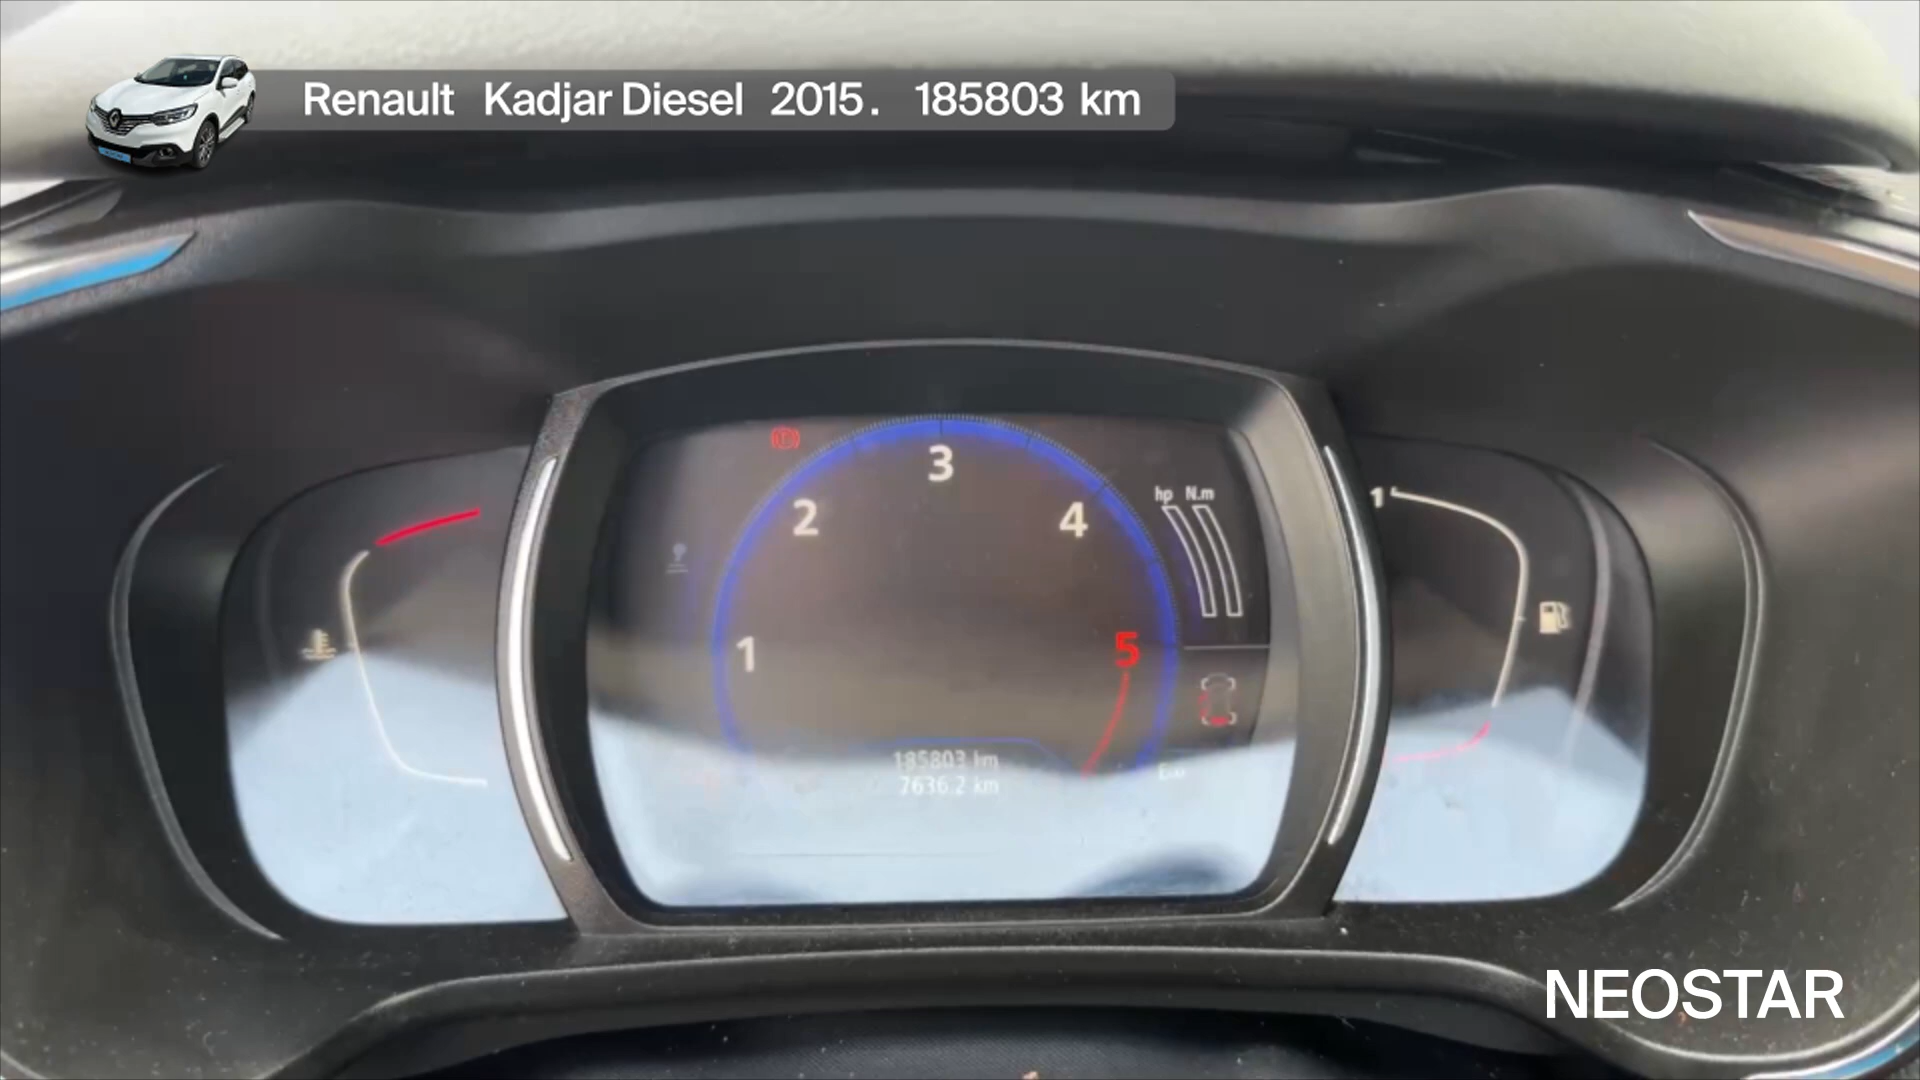 Renault Kadjar Diesel 2015. 185803 km
3
2
4
hp N.m
1
1
5
185803 km
7636.2 km
Eco
NEOSTAR